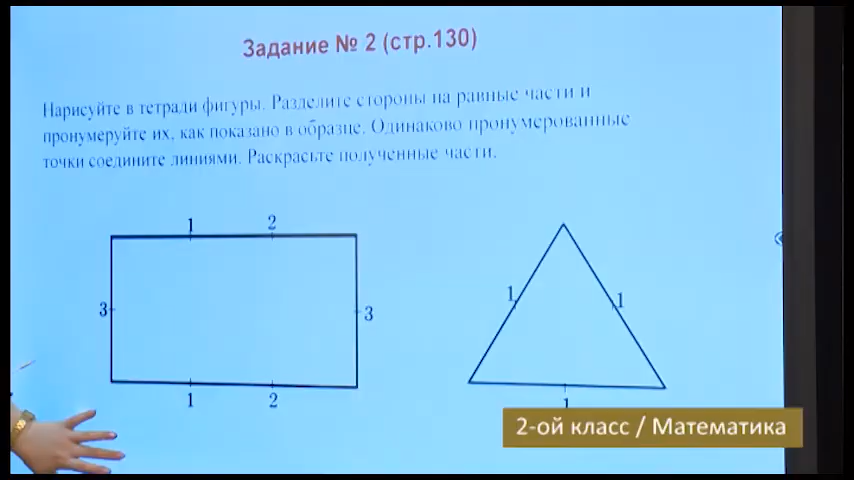 Задание № 2 (стр.130)
Нарисуйте в тетради фигуры. Разделите стороны на равные части и
пронумеруйте их, как показано в образце. Одинаково пронумерованные
точки соедините линиями. Раскрасьте полученные части.
1 2
3 3
1 2
1 1
1
2-ой класс / Математика